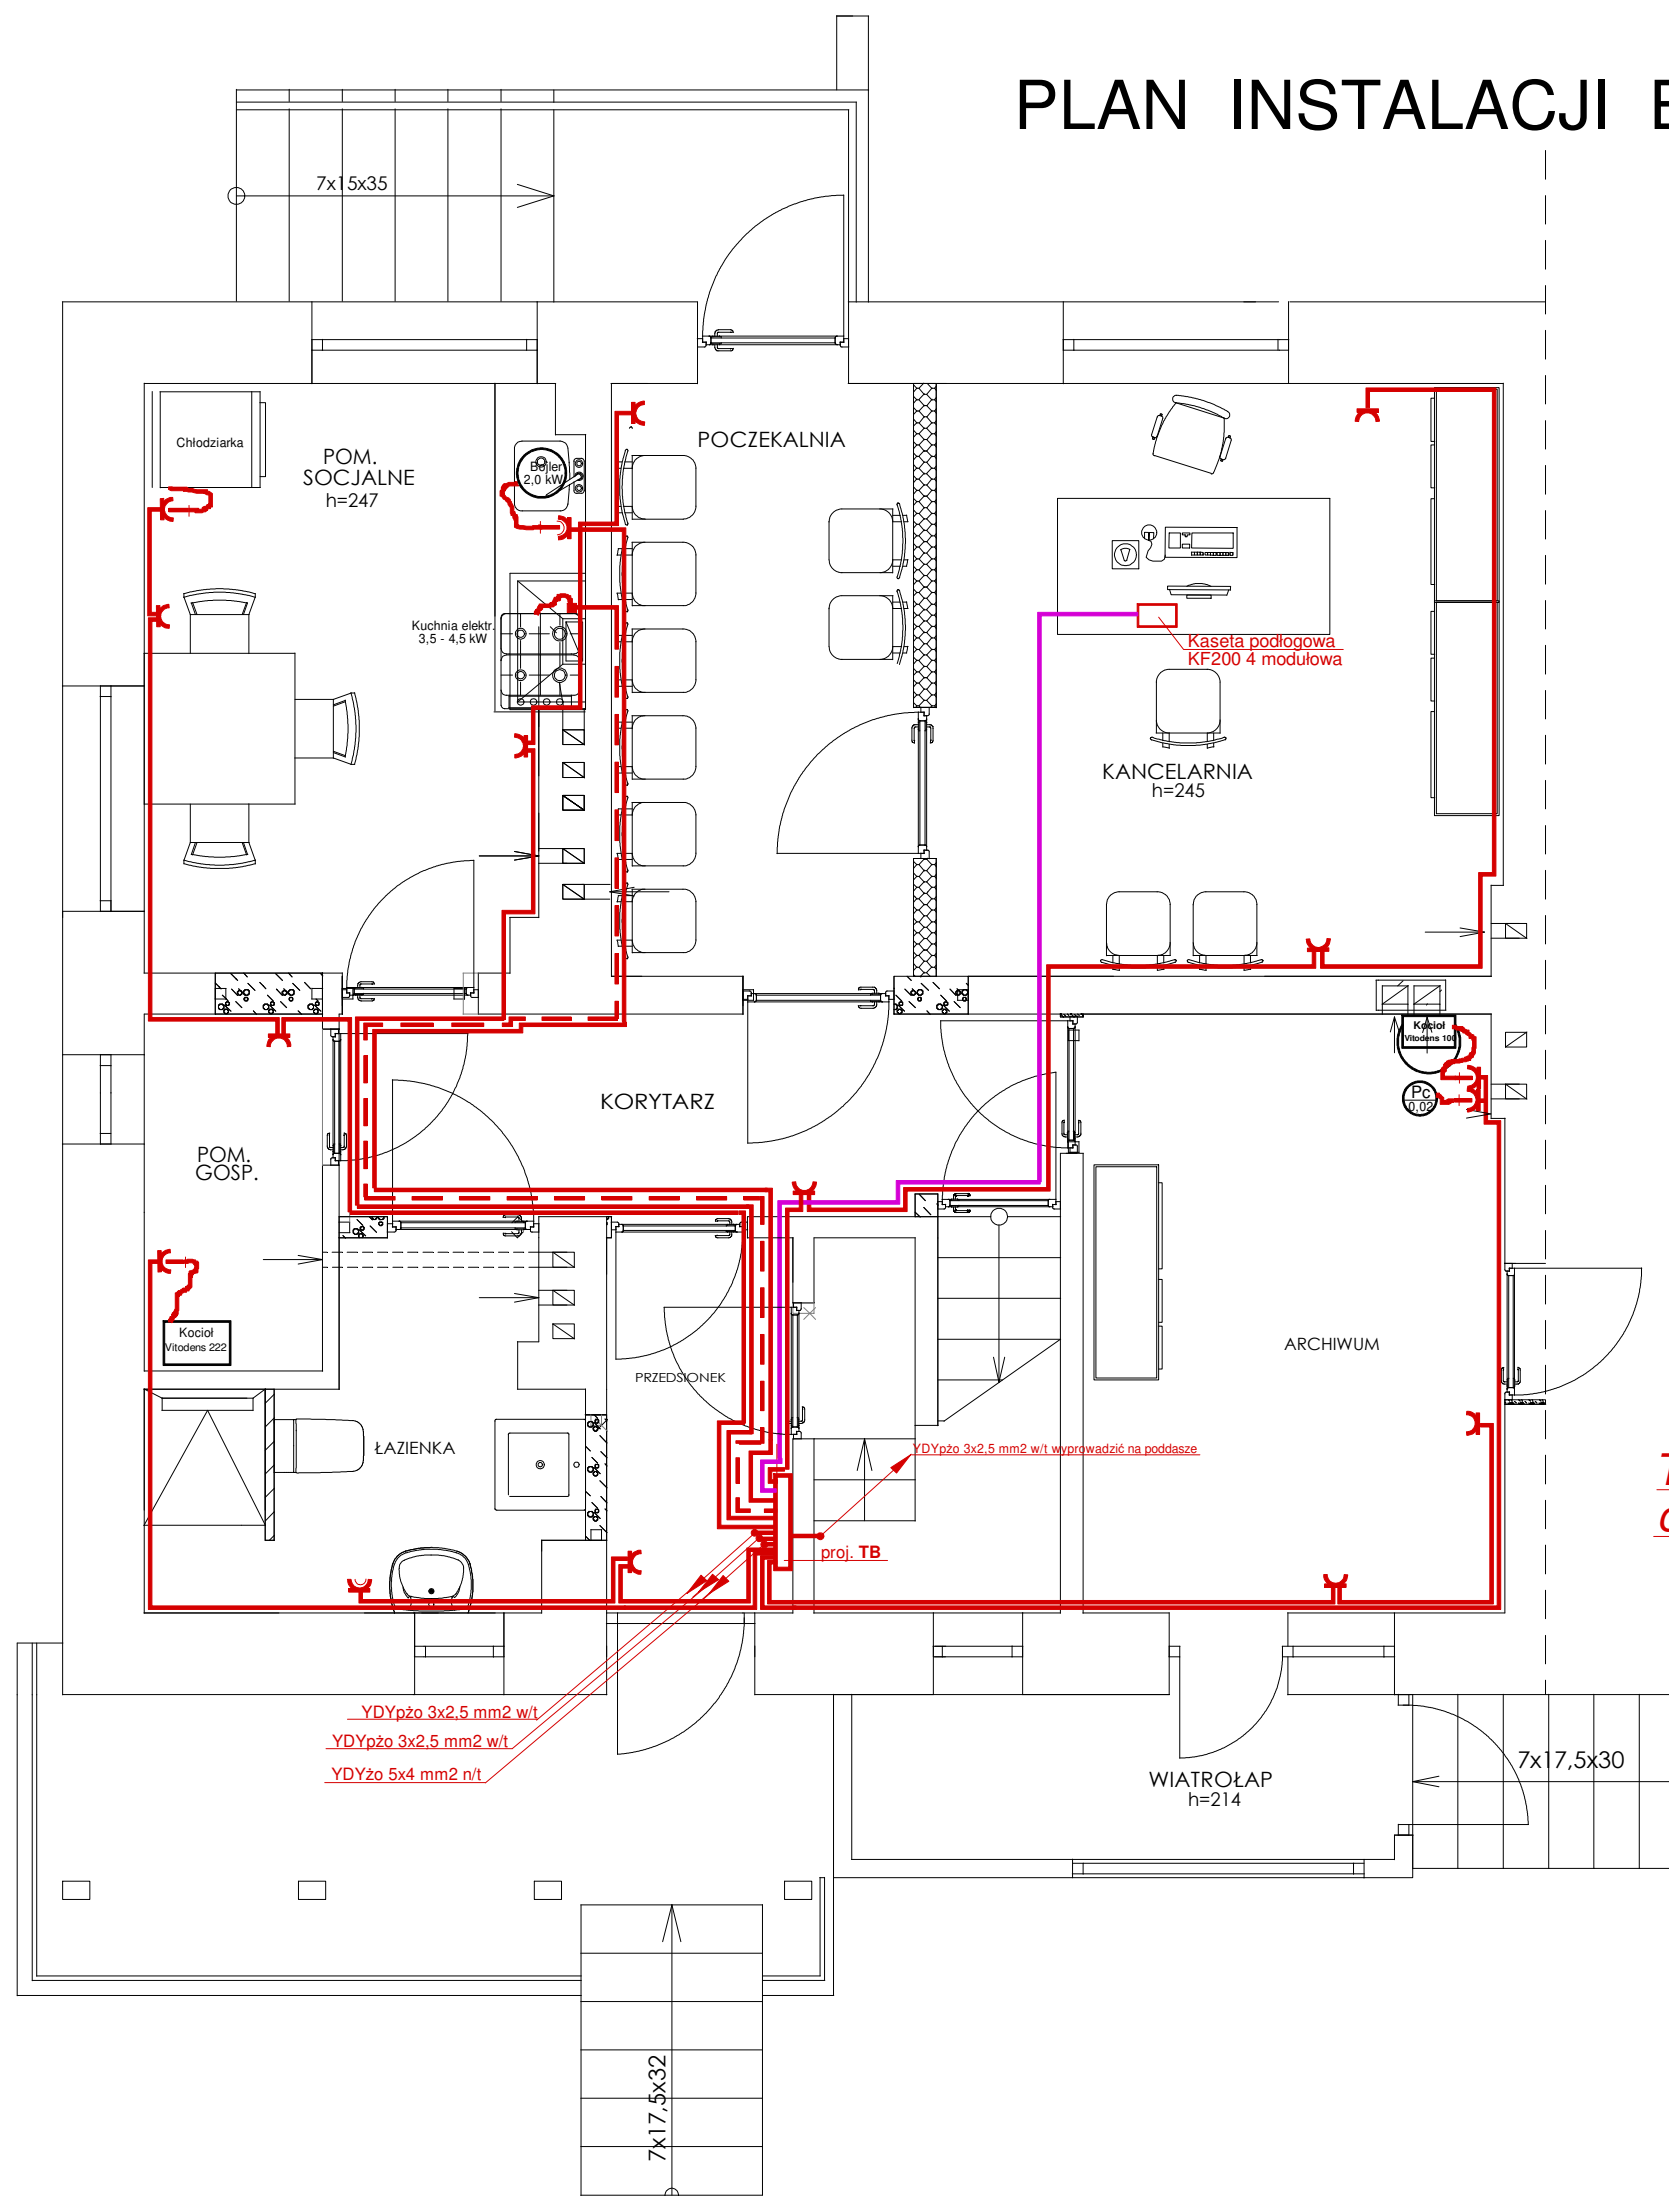 PLAN INSTALACJI E
7x15x35
Chłodziarka
POM.
SOCJALNE
h=247
Bojler
2,0 kW
POCZEKALNIA
Kuchnia elektr.
3,5 - 4,5 kW
Kaseta podłogowa
KF200 4 modułowa
KANCELARNIA
h=245
Kocioł
Vitodens 100
Pc
0,02
KORYTARZ
POM.
GOSP.
Kocioł
Vitodens 222
PRZEDSIONEK
ARCHIWUM
ŁAZIENKA
YDYpżo 3x2,5 mm2 w/t wyprowadzić na poddasze
proj. TB
YDYpżo 3x2,5 mm2 w/t
YDYpżo 3x2,5 mm2 w/t
YDYżo 5x4 mm2 n/t
WIATROŁAP
h=214
7x17,5x30
7x17,5x32